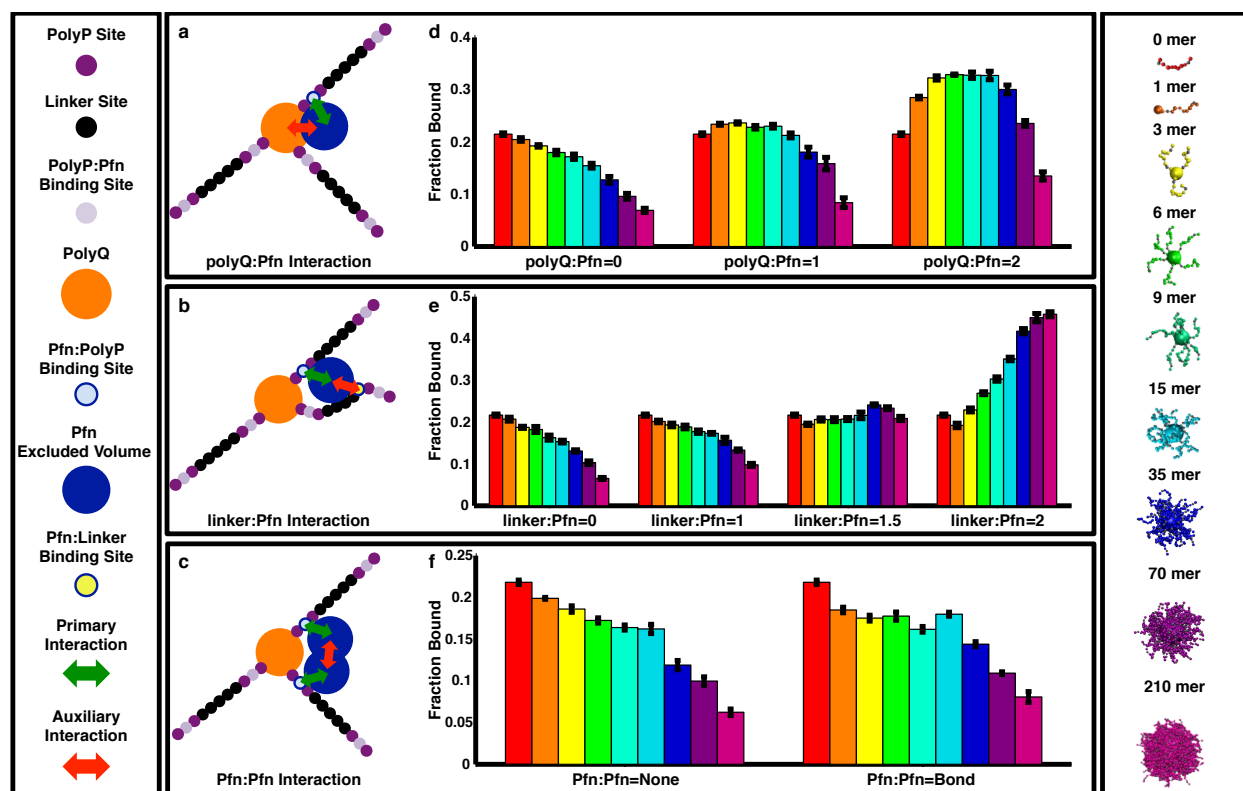 PolyP Site
Linker Site
PolyP:Pfn
Binding Site
PolyQ
Pfn:PolyP
Binding Site
Pfn
Excluded Volume
Pfn:Linker
Binding Site
Primary
Interaction
Auxiliary
Interaction
a
polyQ:Pfn Interaction
d
Fraction Bound
0.4
0.3
0.2
0.1
0
polyQ:Pfn=0
polyQ:Pfn=1
polyQ:Pfn=2
b
linker:Pfn Interaction
e
Fraction Bound
0.5
0.4
0.3
0.2
0.1
0
linker:Pfn=0
linker:Pfn=1
linker:Pfn=1.5
linker:Pfn=2
c
Pfn:Pfn Interaction
f
Fraction Bound
0.25
0.2
0.15
0.1
0.05
0
Pfn:Pfn=None
Pfn:Pfn=Bond
0 mer
1 mer
3 mer
6 mer
9 mer
15 mer
35 mer
70 mer
210 mer